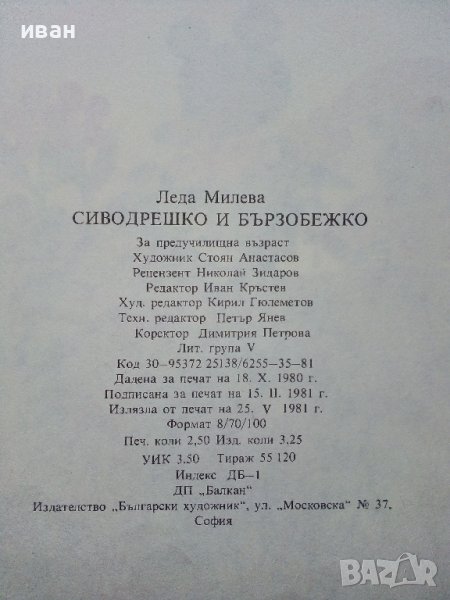 иван
Леда Милева
СИВОДРЕШКО И БЪРЗОБЕЖКО
За предучилищна възраст
Художник Стоян Анастасов
Рецензент Николай Зидаров
Редактор Иван Кръстев
Худ. редактор Кирил Гюлеметов
Техн. редактор Петър Янев
Коректор Димитрия Петрова
Лит. група V
Код 30—95372 25138/6255—35—81
Дадена за печат на 18. X. 1980 г.
Подписана за печат на 15. II. 1981 г.
Излязла от печат на 25. V 1981 г.
Формат 8/70/100
Печ. коли 2,50 Изд. коли 3,25
УИК 3,50 Тираж 55 120
Индекс ДБ—1
ДП „Балкан“
Издателство „Български художник“, ул. „Московска“ № 37,
София
BAZAR